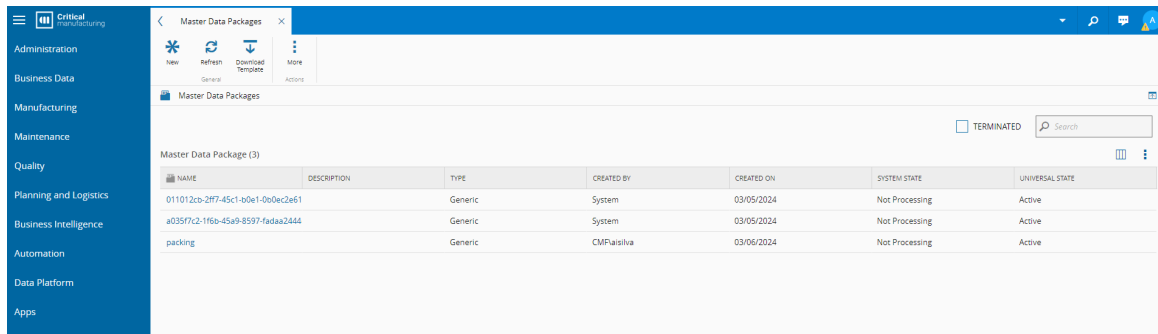 Critical
manufacturing
Master Data Packages
A
Administration
Business Data
Manufacturing
Maintenance
Quality
Planning and Logistics
Business Intelligence
Automation
Data Platform
Apps
New
Refresh
Download
Template
More
General
Actions
Master Data Packages
TERMINATED
Search
Master Data Package (3)
NAME DESCRIPTION TYPE CREATED BY CREATED ON SYSTEM STATE UNIVERSAL STATE
011012cb-2ff7-45c1-b0e1-0b0ec2e61 Generic System 03/05/2024 Not Processing Active
a035f7c2-1f6b-45a9-8597-fadaa2444 Generic System 03/05/2024 Not Processing Active
packing Generic CMF\aisilva 03/06/2024 Not Processing Active